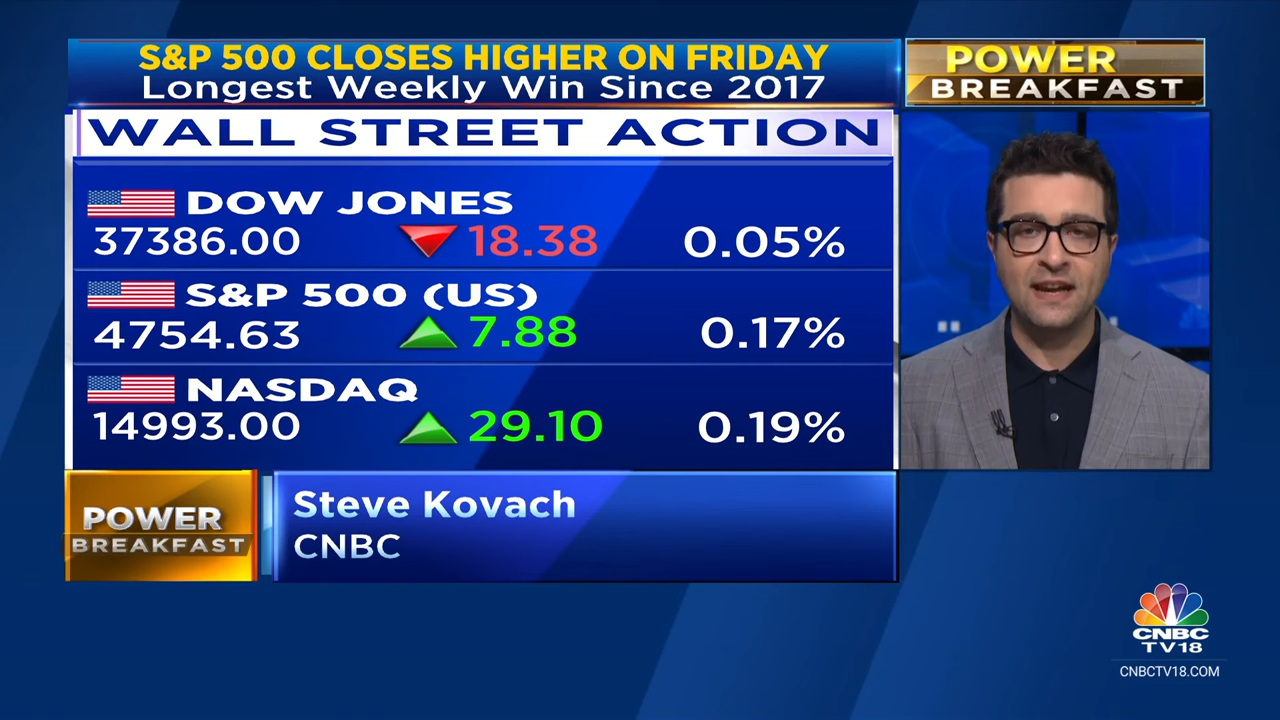 S&P 500 CLOSES HIGHER ON FRIDAY
Longest Weekly Win Since 2017
POWER
BREAKFAST
WALL STREET ACTION
DOW JONES
37386.00 18.38 0.05%
S&P 500 (US)
4754.63 7.88 0.17%
NASDAQ
14993.00 29.10 0.19%
POWER
BREAKFAST
Steve Kovach
CNBC
CNBC
TV18
CNBCTV18.COM